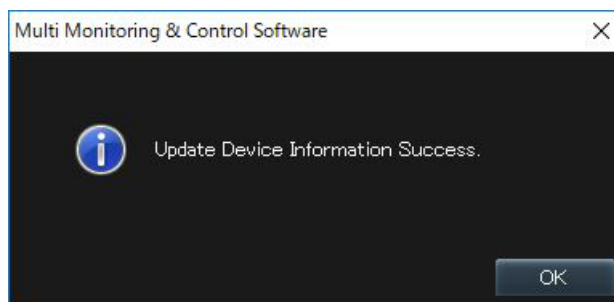 Multi Monitoring & Control Software
Update Device Information Success.
OK